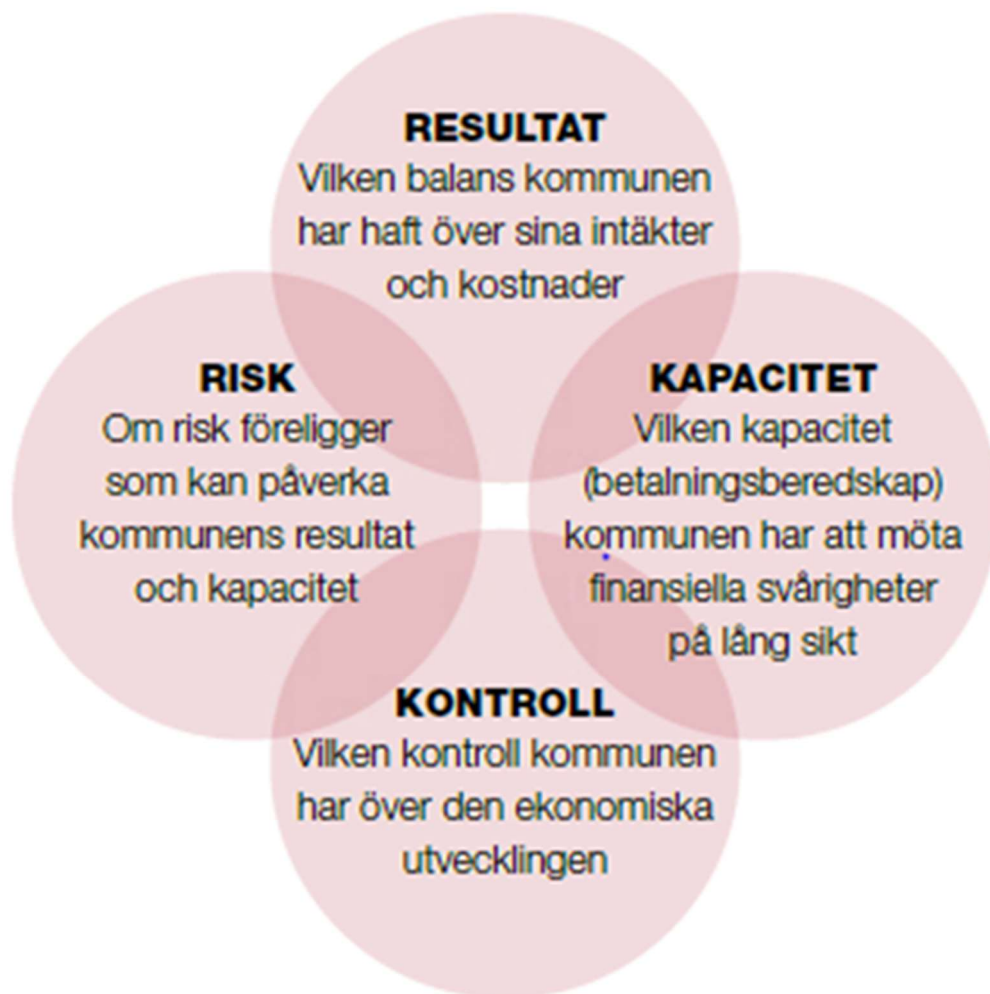 RESULTAT
Vilken balans kommunen
har haft över sina intäkter
och kostnader
RISK
Om risk föreligger
som kan påverka
kommunens resultat
och kapacitet
KAPACITET
Vilken kapacitet
(betalningsberedskap)
kommunen har att möta
finansiella svårigheter
på lång sikt
KONTROLL
Vilken kontroll kommunen
har över den ekonomiska
utvecklingen